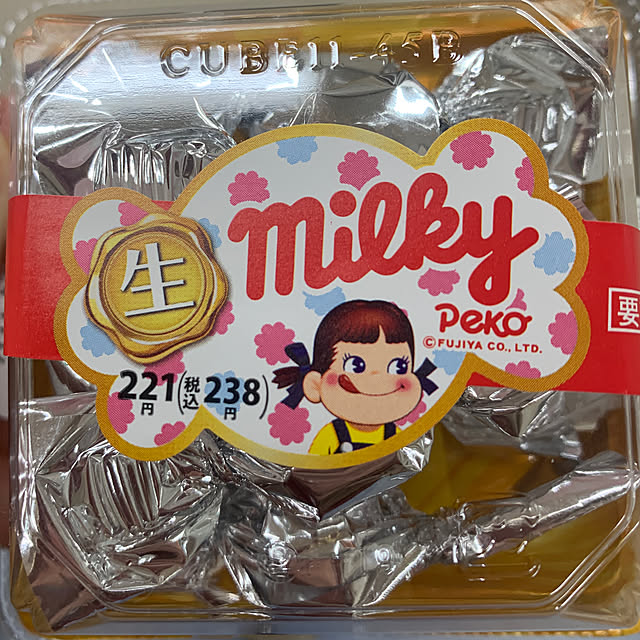 CUBE11-45B
生
milky
Peko
©FUJIYA CO., LTD.
221円(税込238円)
要